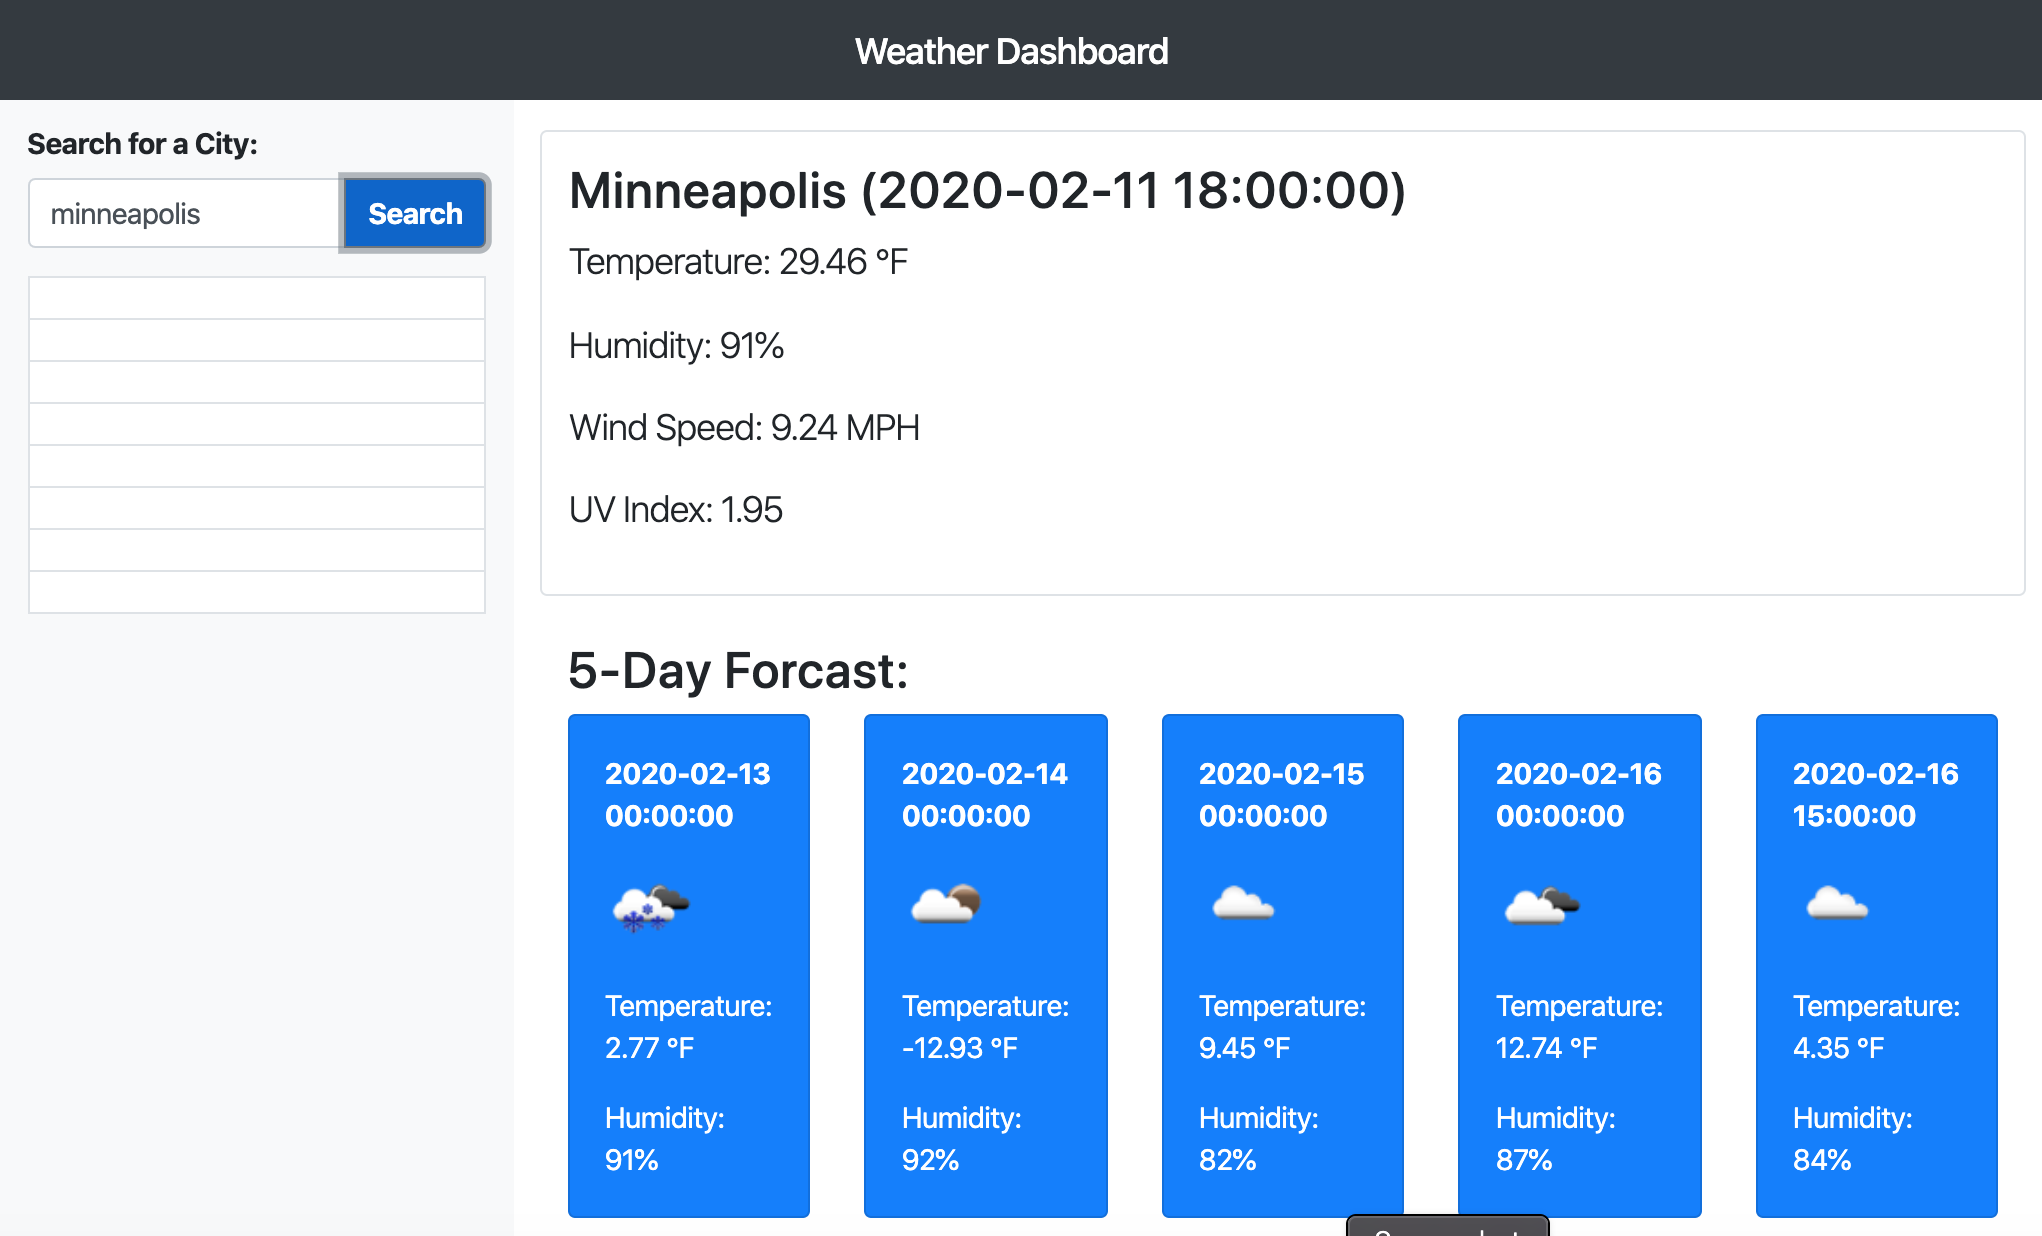 Weather Dashboard
Search for a City:
minneapolis
Search
Minneapolis (2020-02-11 18:00:00)
Temperature: 29.46 °F
Humidity: 91%
Wind Speed: 9.24 MPH
UV Index: 1.95
5-Day Forcast:
2020-02-13
00:00:00
Temperature:
2.77 °F
Humidity:
91%
2020-02-14
00:00:00
Temperature:
-12.93 °F
Humidity:
92%
2020-02-15
00:00:00
Temperature:
9.45 °F
Humidity:
82%
2020-02-16
00:00:00
Temperature:
12.74 °F
Humidity:
87%
2020-02-16
15:00:00
Temperature:
4.35 °F
Humidity:
84%